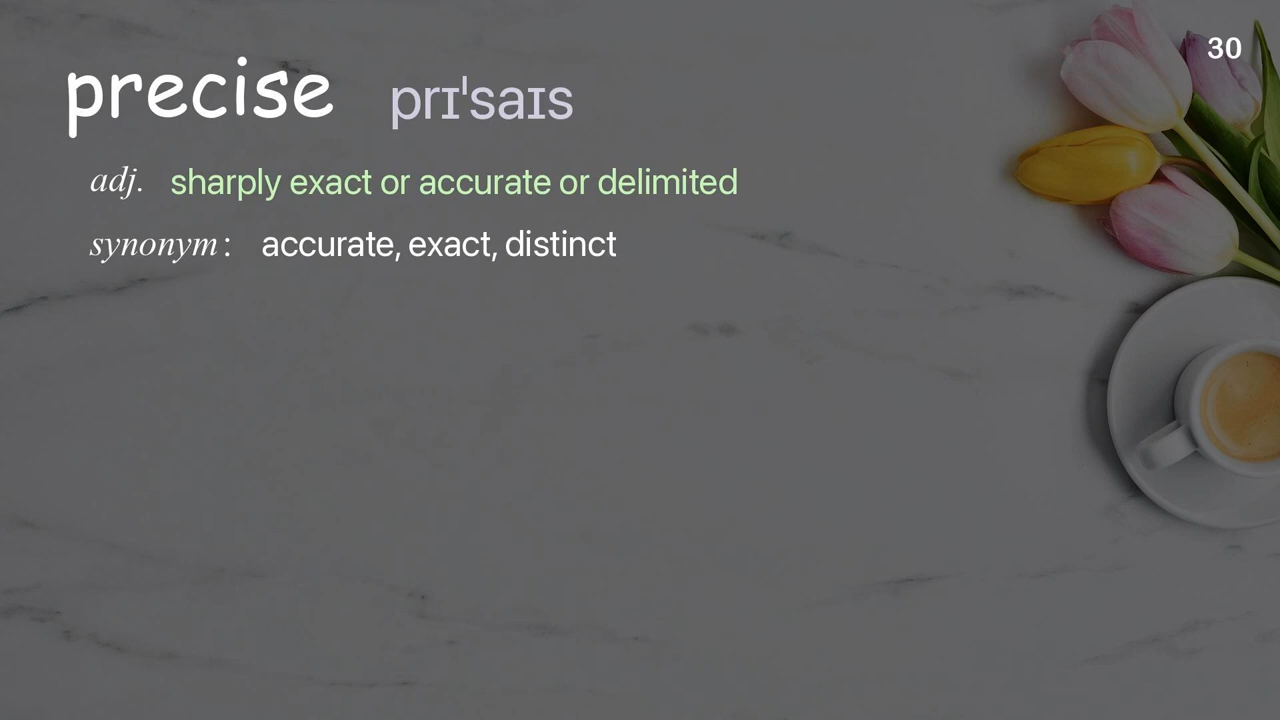 30
precise prɪˈsaɪs
adj. sharply exact or accurate or delimited
synonym: accurate, exact, distinct